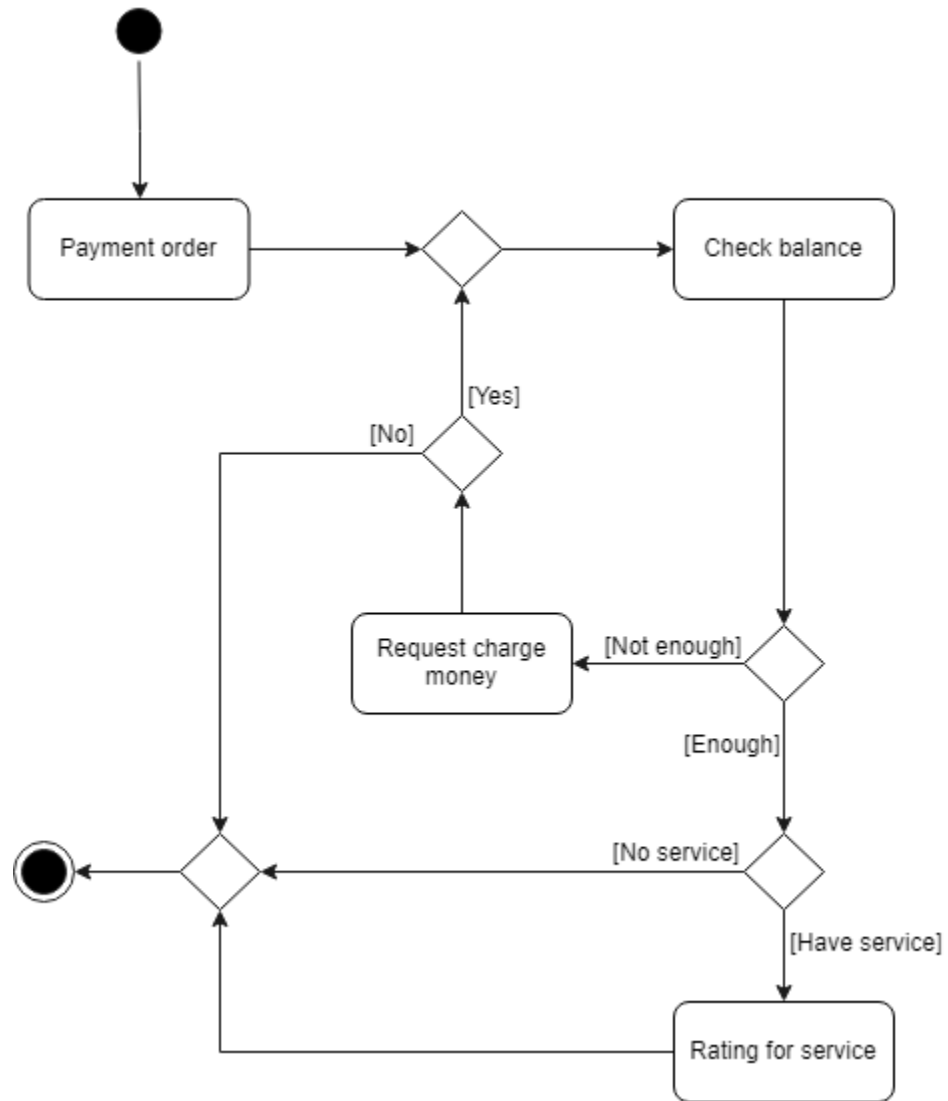 Payment order
Check balance
[Yes]
[No]
Request charge
money
[Not enough]
[Enough]
[No service]
[Have service]
Rating for service